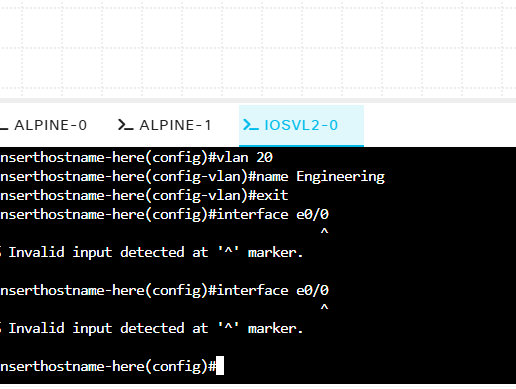 ALPINE-0 >_ ALPINE-1 >_ IOSVL2-0
nserthostname-here(config)#vlan 20
nserthostname-here(config-vlan)#name Engineering
nserthostname-here(config-vlan)#exit
nserthostname-here(config)#interface e0/0
^
% Invalid input detected at '^' marker.
nserthostname-here(config)#interface e0/0
^
% Invalid input detected at '^' marker.
nserthostname-here(config)#